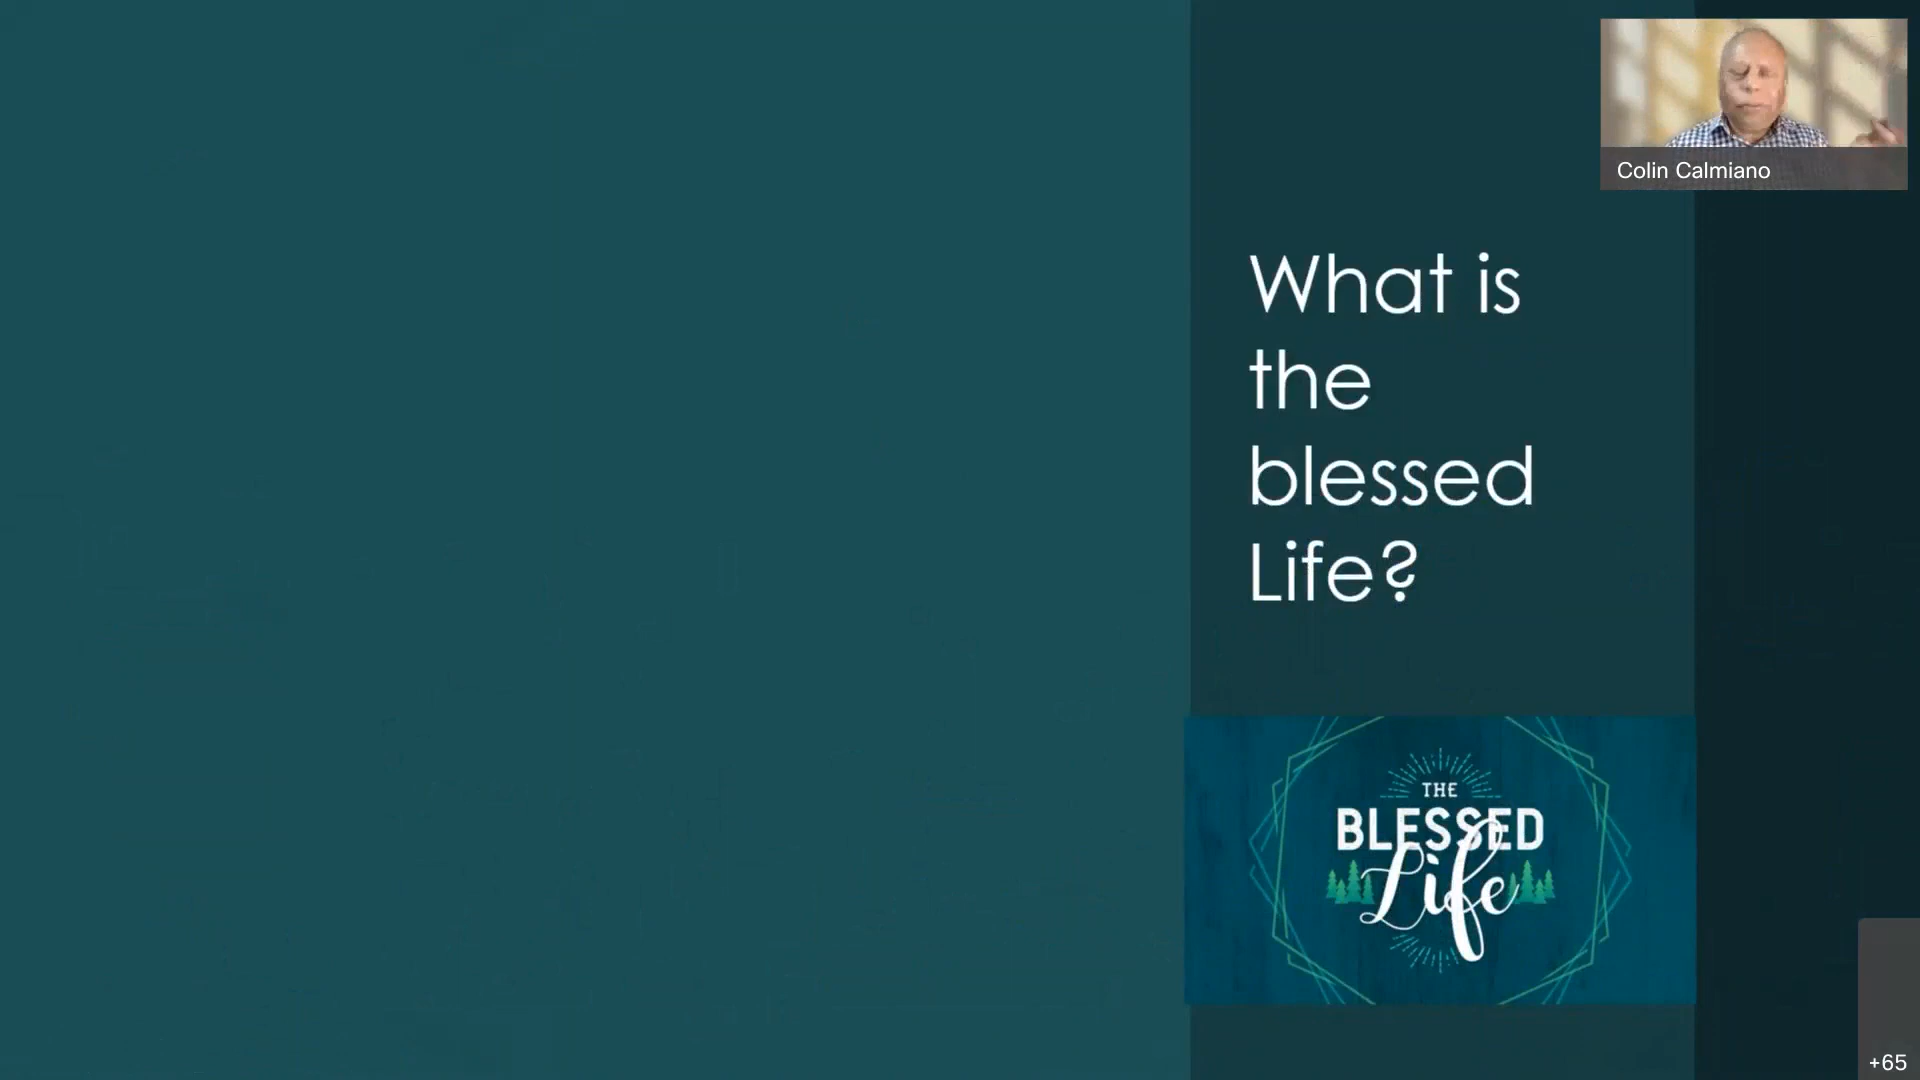 Colin Calmiano
What is
the
blessed
Life?
THE
BLESSED
Life
+65